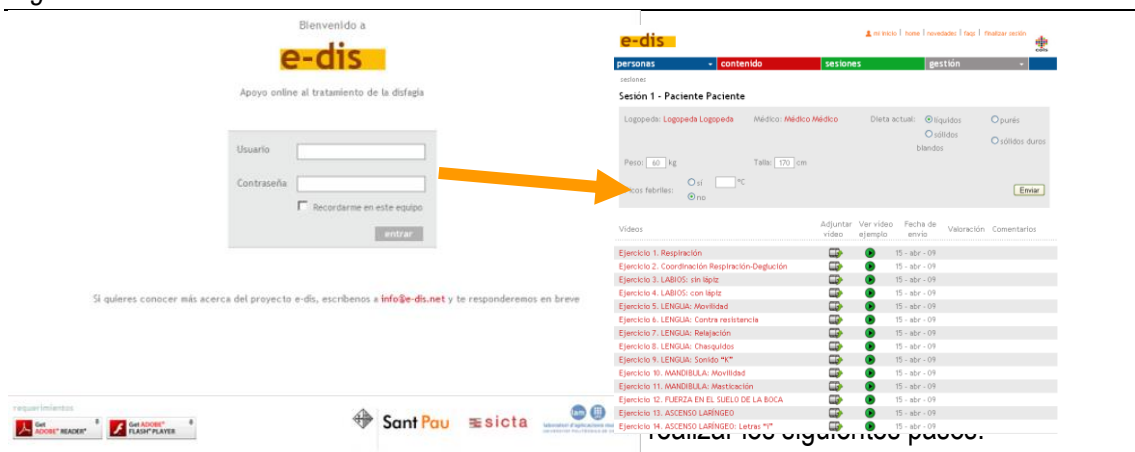 Bienvenido a
e-dis
Apoyo online al tratamiento de la disfagia
Usuario
Contraseña
Recordarme en este equipo
entrar
Si quieres conocer más acerca del proyecto e-dis, escríbenos a info@e-dis.net y te responderemos en breve
requerimientos
Get ADOBE® READER®
Get ADOBE® FLASH® PLAYER
Sant Pau
sicta
e-dis
mi inicio | home | novedades | faqs | finalizar sesión
personas contenido sesiones gestión
sesiones
Sesión 1 - Paciente Paciente
Logopeda: Logopeda Logopeda Médico: Médico Médico Dieta actual: líquidos purés
sólidos blandos sólidos duros
Peso: 60 kg Talla: 170 cm
icos febriles: sí ºC
no
Enviar
Vídeos Adjuntar vídeo Ver vídeo ejemplo Fecha de envío Valoración Comentarios
Ejercicio 1. Respiración 15 - abr - 09
Ejercicio 2. Coordinación Respiración-Deglución 15 - abr - 09
Ejercicio 3. LABIOS: sin lápiz 15 - abr - 09
Ejercicio 4. LABIOS: con lápiz 15 - abr - 09
Ejercicio 5. LENGUA: Movilidad 15 - abr - 09
Ejercicio 6. LENGUA: Contra resistencia 15 - abr - 09
Ejercicio 7. LENGUA: Relajación 15 - abr - 09
Ejercicio 8. LENGUA: Chasquidos 15 - abr - 09
Ejercicio 9. LENGUA: Sonido "K" 15 - abr - 09
Ejercicio 10. MANDIBULA: Movilidad 15 - abr - 09
Ejercicio 11. MANDIBULA: Masticación 15 - abr - 09
Ejercicio 12. FUERZA EN EL SUELO DE LA BOCA 15 - abr - 09
Ejercicio 13. ASCENSO LARÍNGEO 15 - abr - 09
Ejercicio 14. ASCENSO LARÍNGEO: Letras "I" 15 - abr - 09
realizar los siguientes pasos: